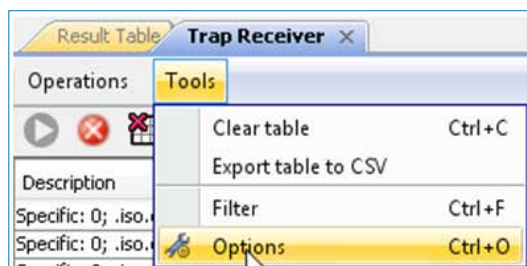 Result Table Trap Receiver
Operations Tools
Clear table Ctrl+C
Export table to CSV
Description
Filter Ctrl+F
Specific: 0; .iso.
Specific: 0; .iso.
Options Ctrl+O